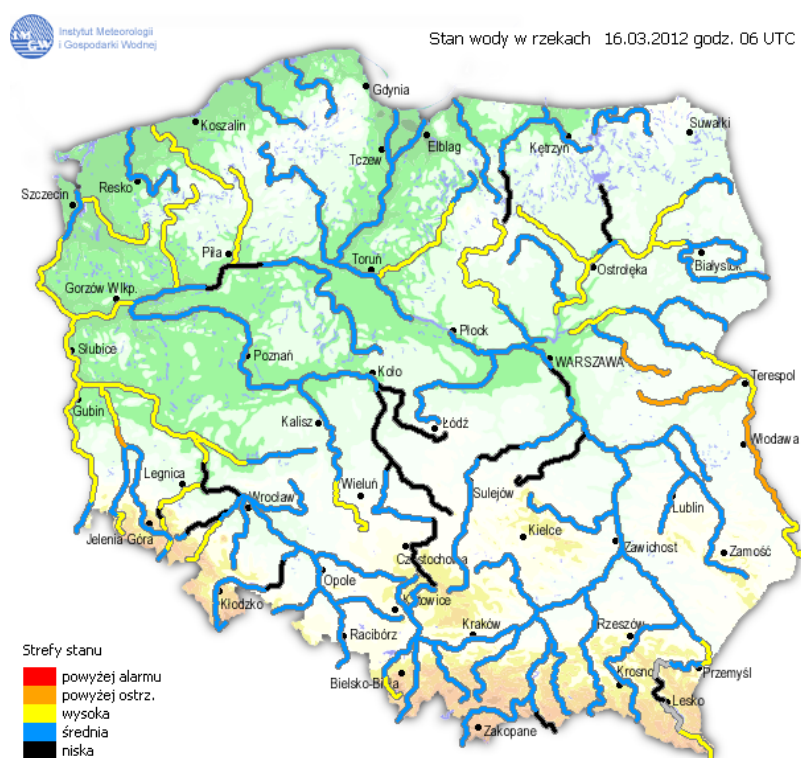 Instytut Meteorologii
i Gospodarki Wodnej
Stan wody w rzekach 16.03.2012 godz. 06 UTC
Gdynia
Koszalin
Suwałki
Elbląg
Kętrzyn
Tczew
Resko
Szczecin
Piła
Toruń
Białystok
Ostrołęka
Gorzów Wlkp.
Płock
Słubice
Poznań
WARSZAWA
Koło
Terespol
Gubin
Kalisz
Łódź
Włodawa
Legnica
Wieluń
Sulejów
Wrocław
Lublin
Jelenia Góra
Kielce
Częstochowa
Zawichost
Zamość
Opole
Kłodzko
Katowice
Racibórz
Kraków
Rzeszów
Strefy stanu
Bielsko-Biała
Krosno
Przemyśl
powyżej alarmu
powyżej ostrz.
Lesko
wysoka
Zakopane
średnia
niska